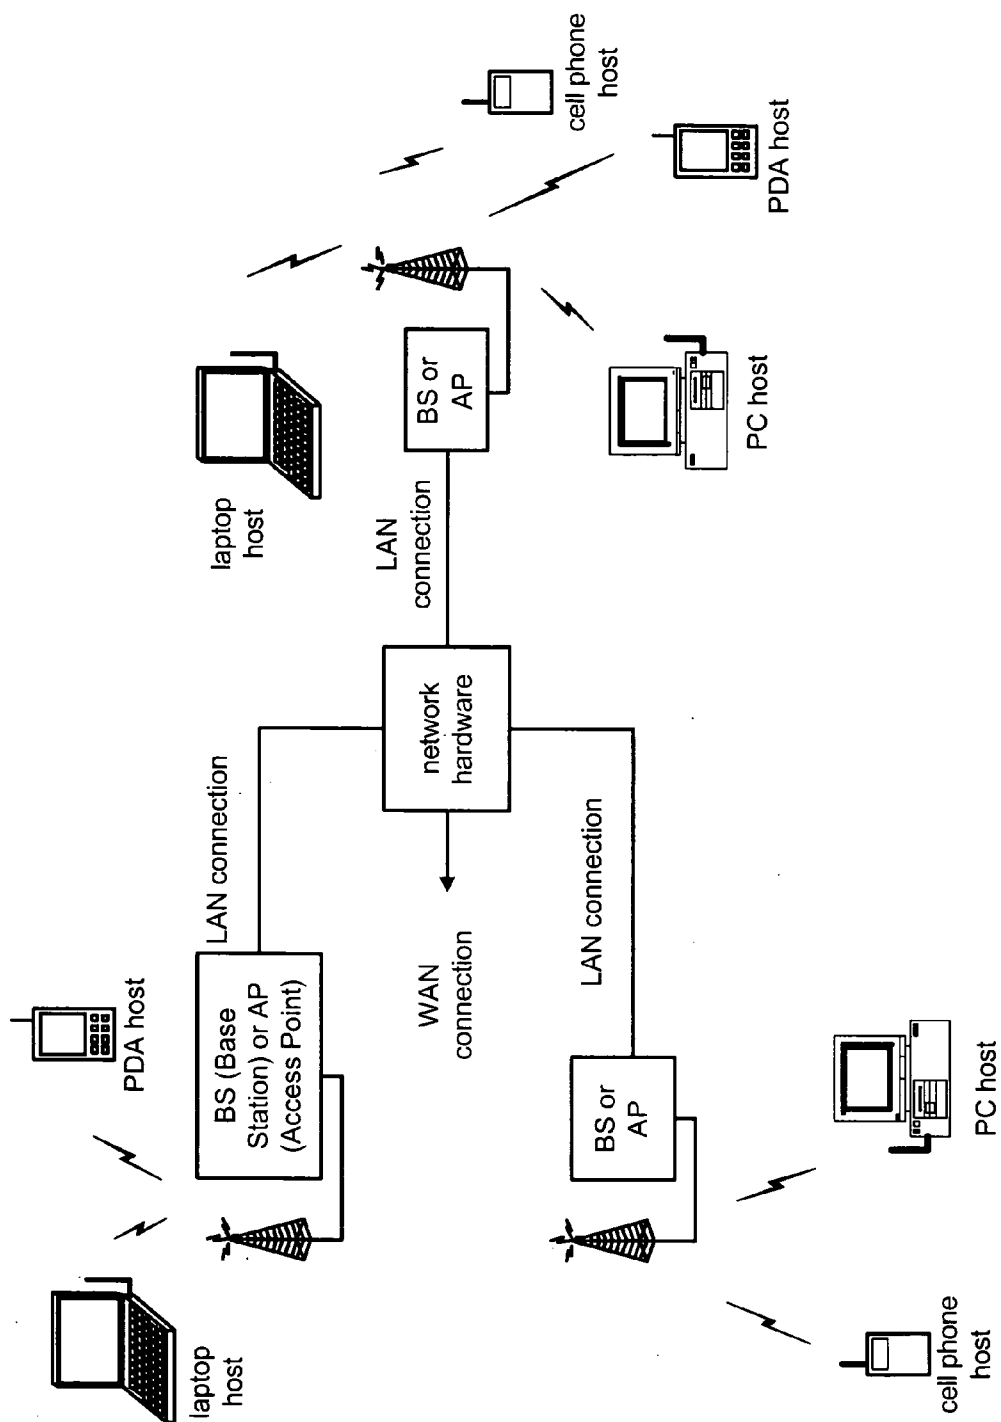 laptop
host
PDA host
BS (Base
Station) or AP
(Access Point)
LAN connection
WAN
connection
network
hardware
LAN
connection
BS or
AP
laptop
host
cell phone
host
PDA host
PC host
LAN connection
BS or
AP
PC host
cell phone
host